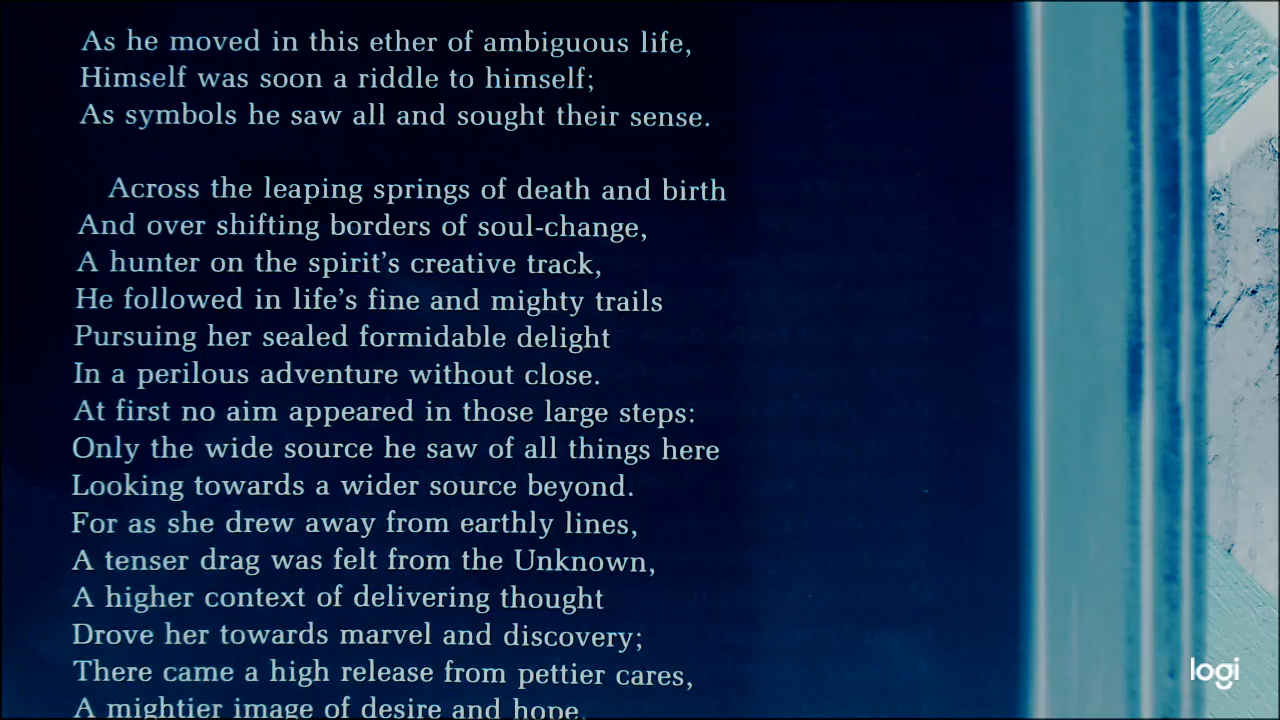 As he moved in this ether of ambiguous life,
Himself was soon a riddle to himself;
As symbols he saw all and sought their sense.
Across the leaping springs of death and birth
And over shifting borders of soul-change,
A hunter on the spirit's creative track,
He followed in life's fine and mighty trails
Pursuing her sealed formidable delight
In a perilous adventure without close.
At first no aim appeared in those large steps:
Only the wide source he saw of all things here
Looking towards a wider source beyond.
For as she drew away from earthly lines,
A tenser drag was felt from the Unknown,
A higher context of delivering thought
Drove her towards marvel and discovery;
There came a high release from pettier cares,
A mightier image of desire and hope,
logi